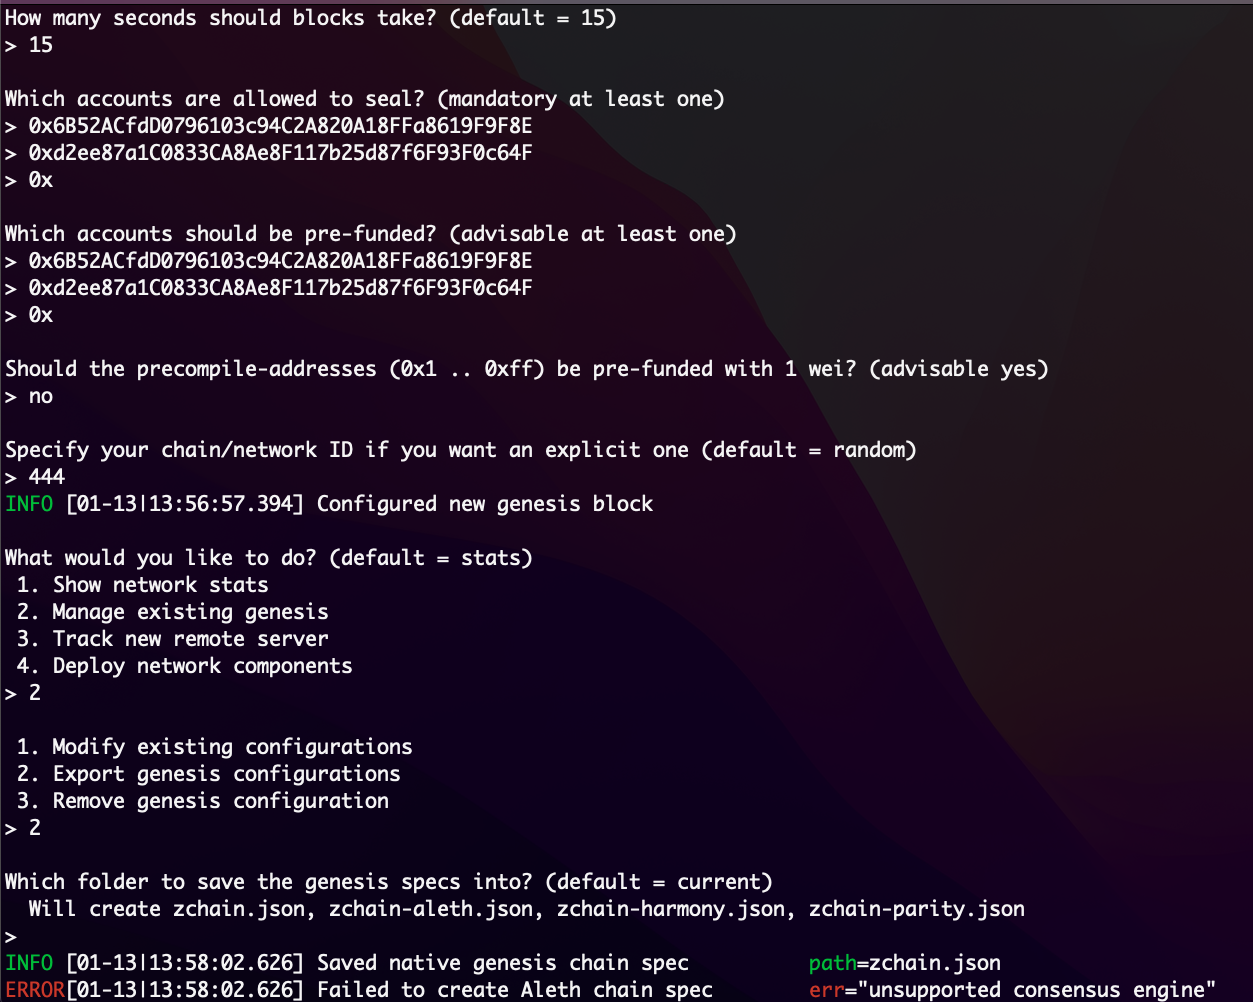 How many seconds should blocks take? (default = 15)
> 15
Which accounts are allowed to seal? (mandatory at least one)
> 0x6B52ACfdD0796103c94C2A820A18FFa8619F9F8E
> 0xd2ee87a1C0833CA8Ae8F117b25d87f6F93F0c64F
> 0x
Which accounts should be pre-funded? (advisable at least one)
> 0x6B52ACfdD0796103c94C2A820A18FFa8619F9F8E
> 0xd2ee87a1C0833CA8Ae8F117b25d87f6F93F0c64F
> 0x
Should the precompile-addresses (0x1 .. 0xff) be pre-funded with 1 wei? (advisable yes)
> no
Specify your chain/network ID if you want an explicit one (default = random)
> 444
INFO [01-13|13:56:57.394] Configured new genesis block
What would you like to do? (default = stats)
1. Show network stats
2. Manage existing genesis
3. Track new remote server
4. Deploy network components
> 2
1. Modify existing configurations
2. Export genesis configurations
3. Remove genesis configuration
> 2
Which folder to save the genesis specs into? (default = current)
Will create zchain.json, zchain-aleth.json, zchain-harmony.json, zchain-parity.json
>
INFO [01-13|13:58:02.626] Saved native genesis chain spec path=zchain.json
ERROR[01-13|13:58:02.626] Failed to create Aleth chain spec err="unsupported consensus engine"